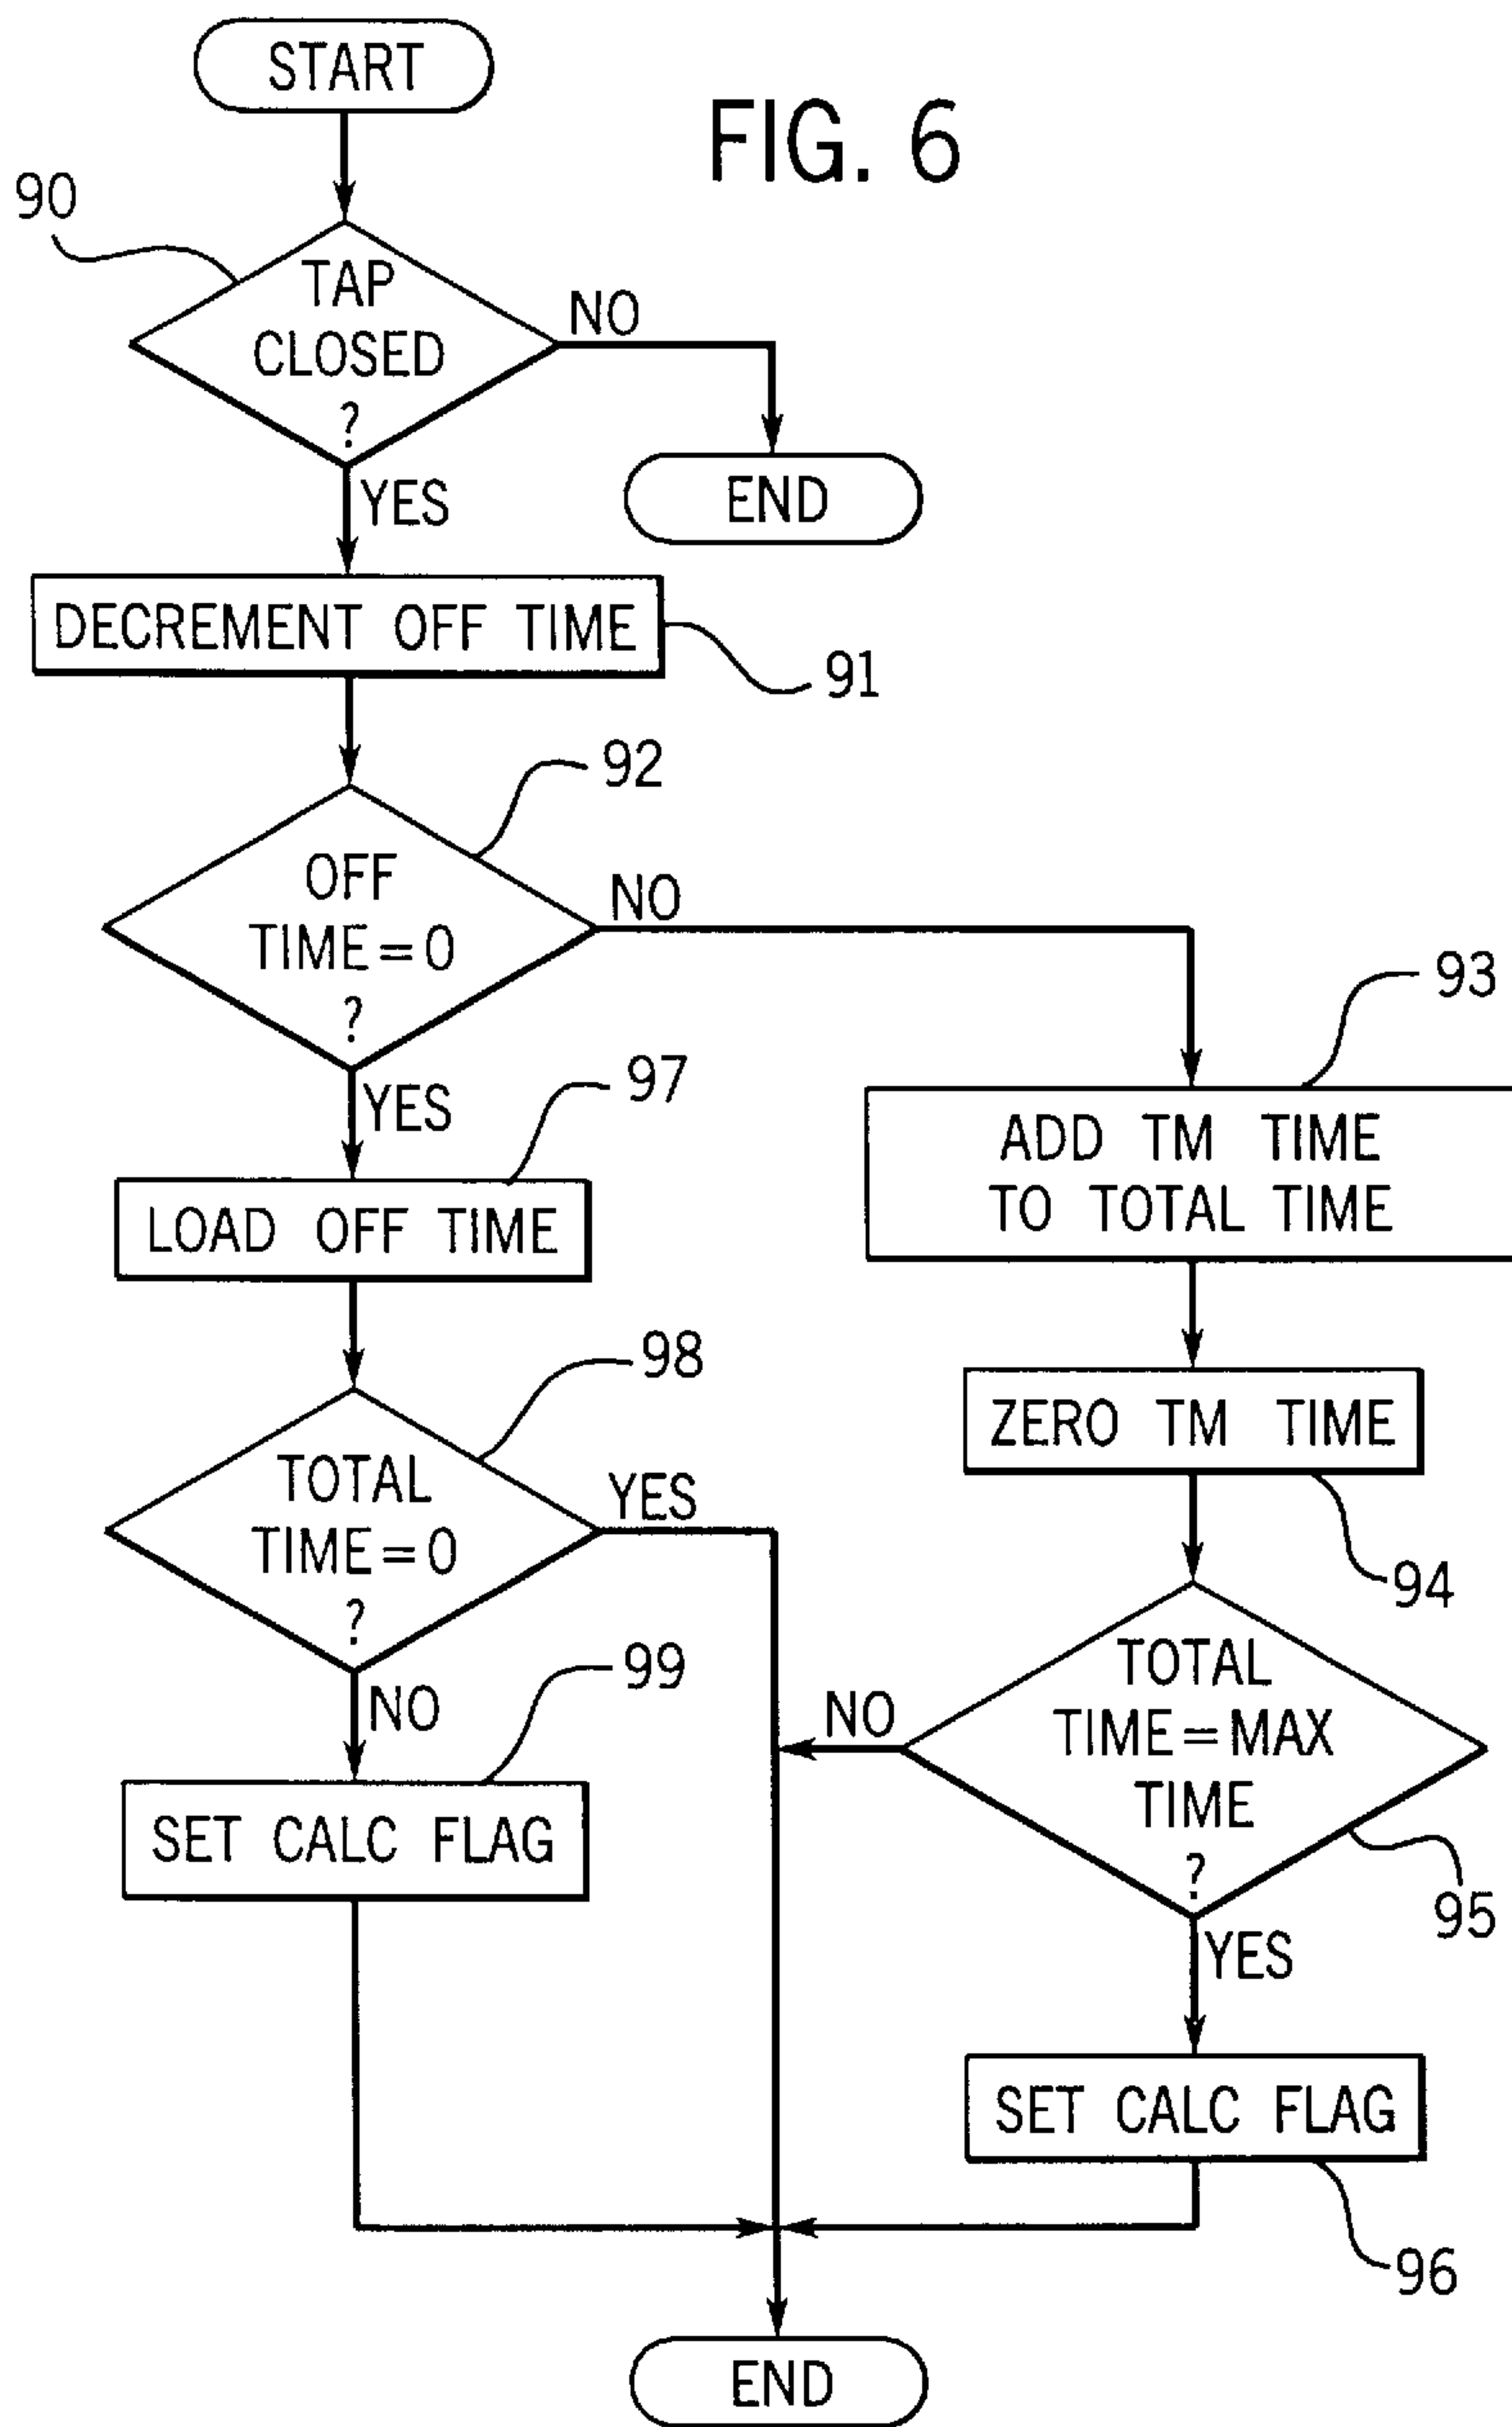 START
FIG. 6
90
TAP
CLOSED
?
NO
END
YES
DECREMENT OFF TIME
91
92
OFF
TIME=0
?
NO
93
YES
97
ADD TM TIME
TO TOTAL TIME
LOAD OFF TIME
98
ZERO TM TIME
94
TOTAL
TIME=0
?
YES
NO
99
TOTAL
TIME=MAX
TIME
?
NO
95
SET CALC FLAG
YES
SET CALC FLAG
96
END